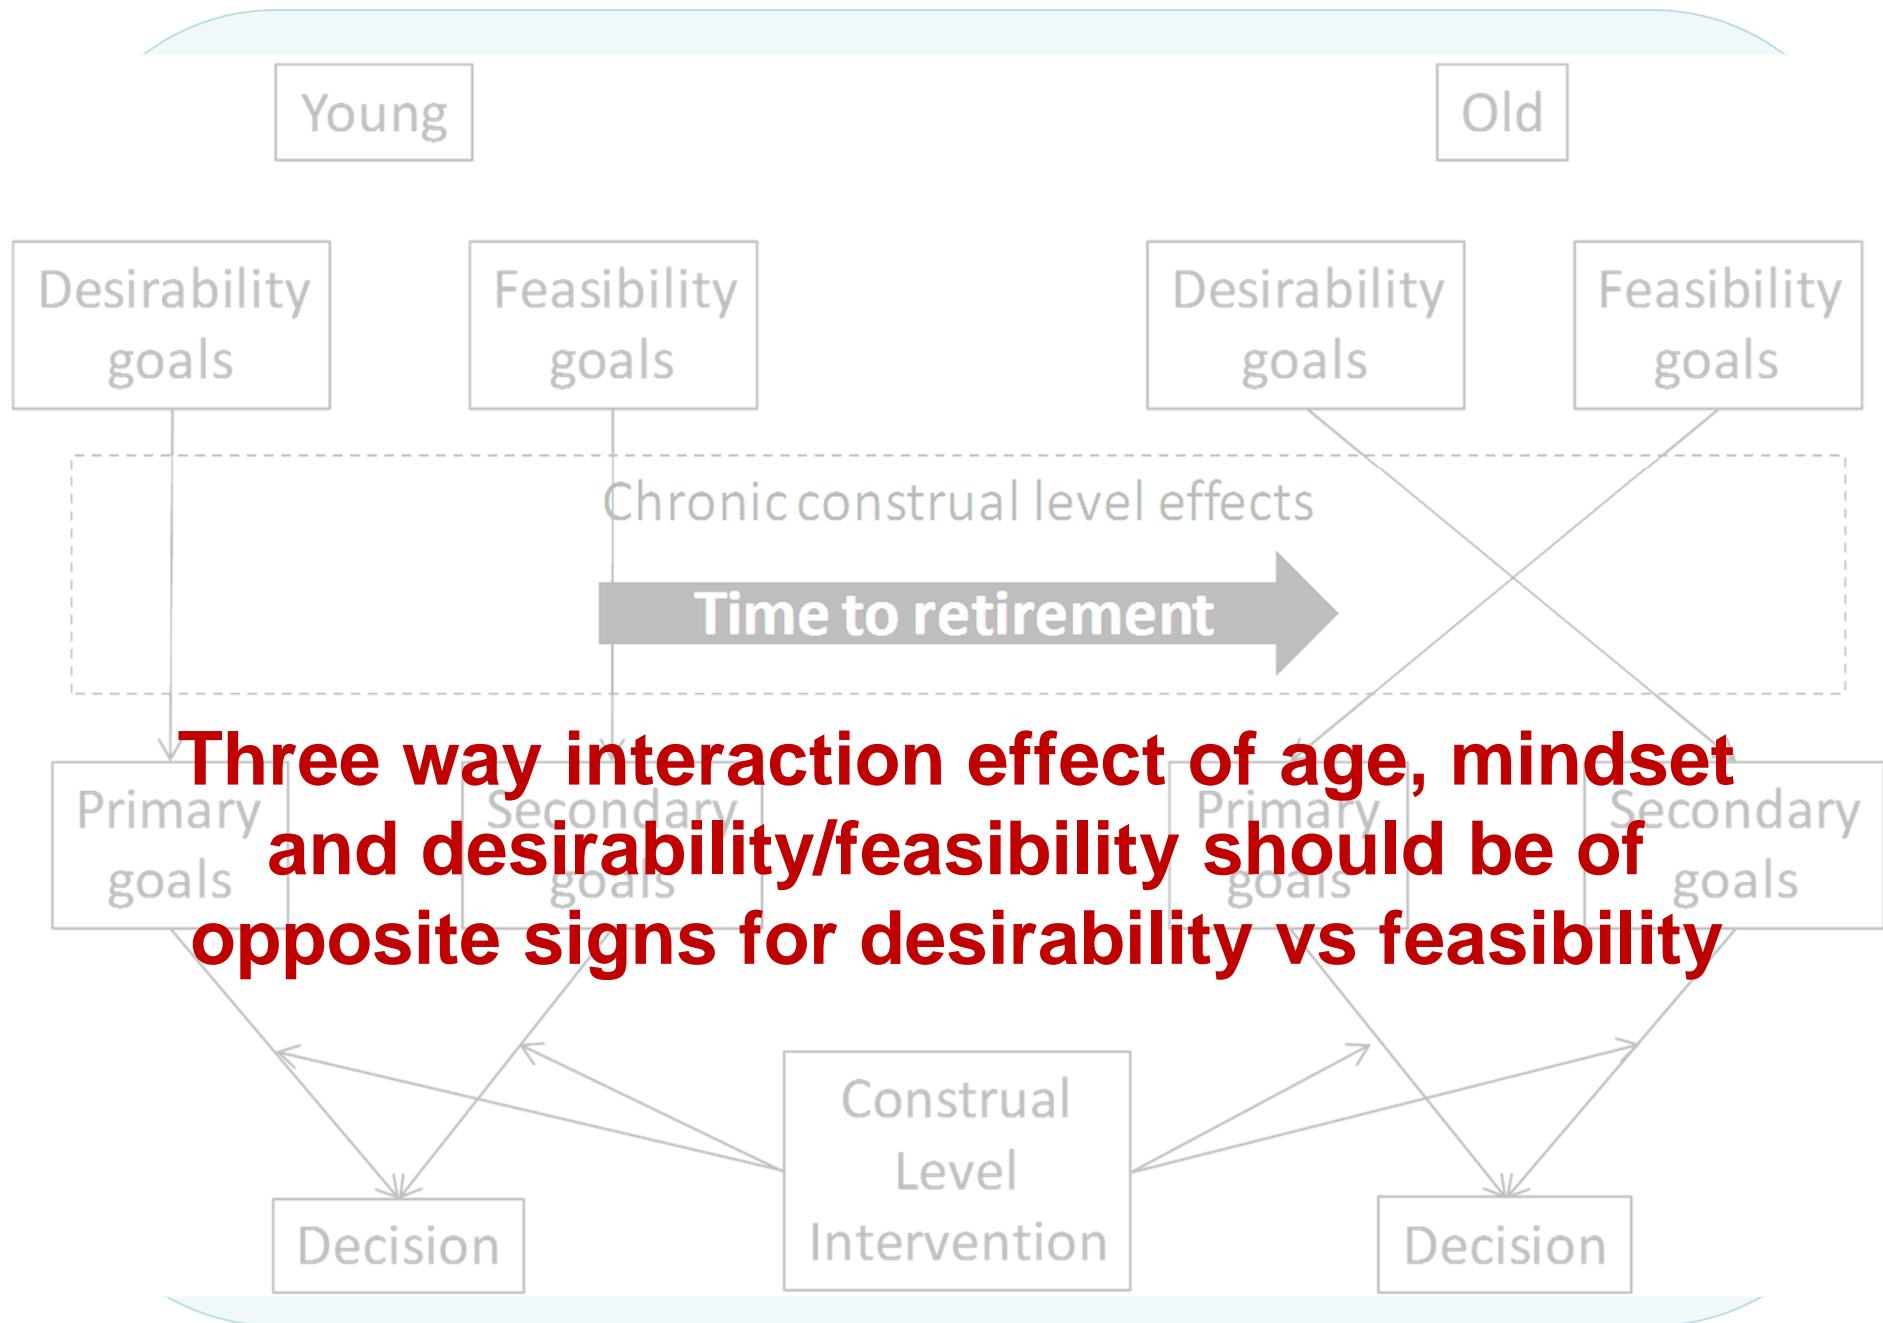 Young
Old
Desirability
goals
Feasibility
goals
Desirability
goals
Feasibility
goals
Chronic construal level effects
Time to retirement
Three way interaction effect of age, mindset
and desirability/feasibility should be of
opposite signs for desirability vs feasibility
Primary
goals
Secondary
goals
Primary
goals
Secondary
goals
Construal
Level
Intervention
Decision
Decision